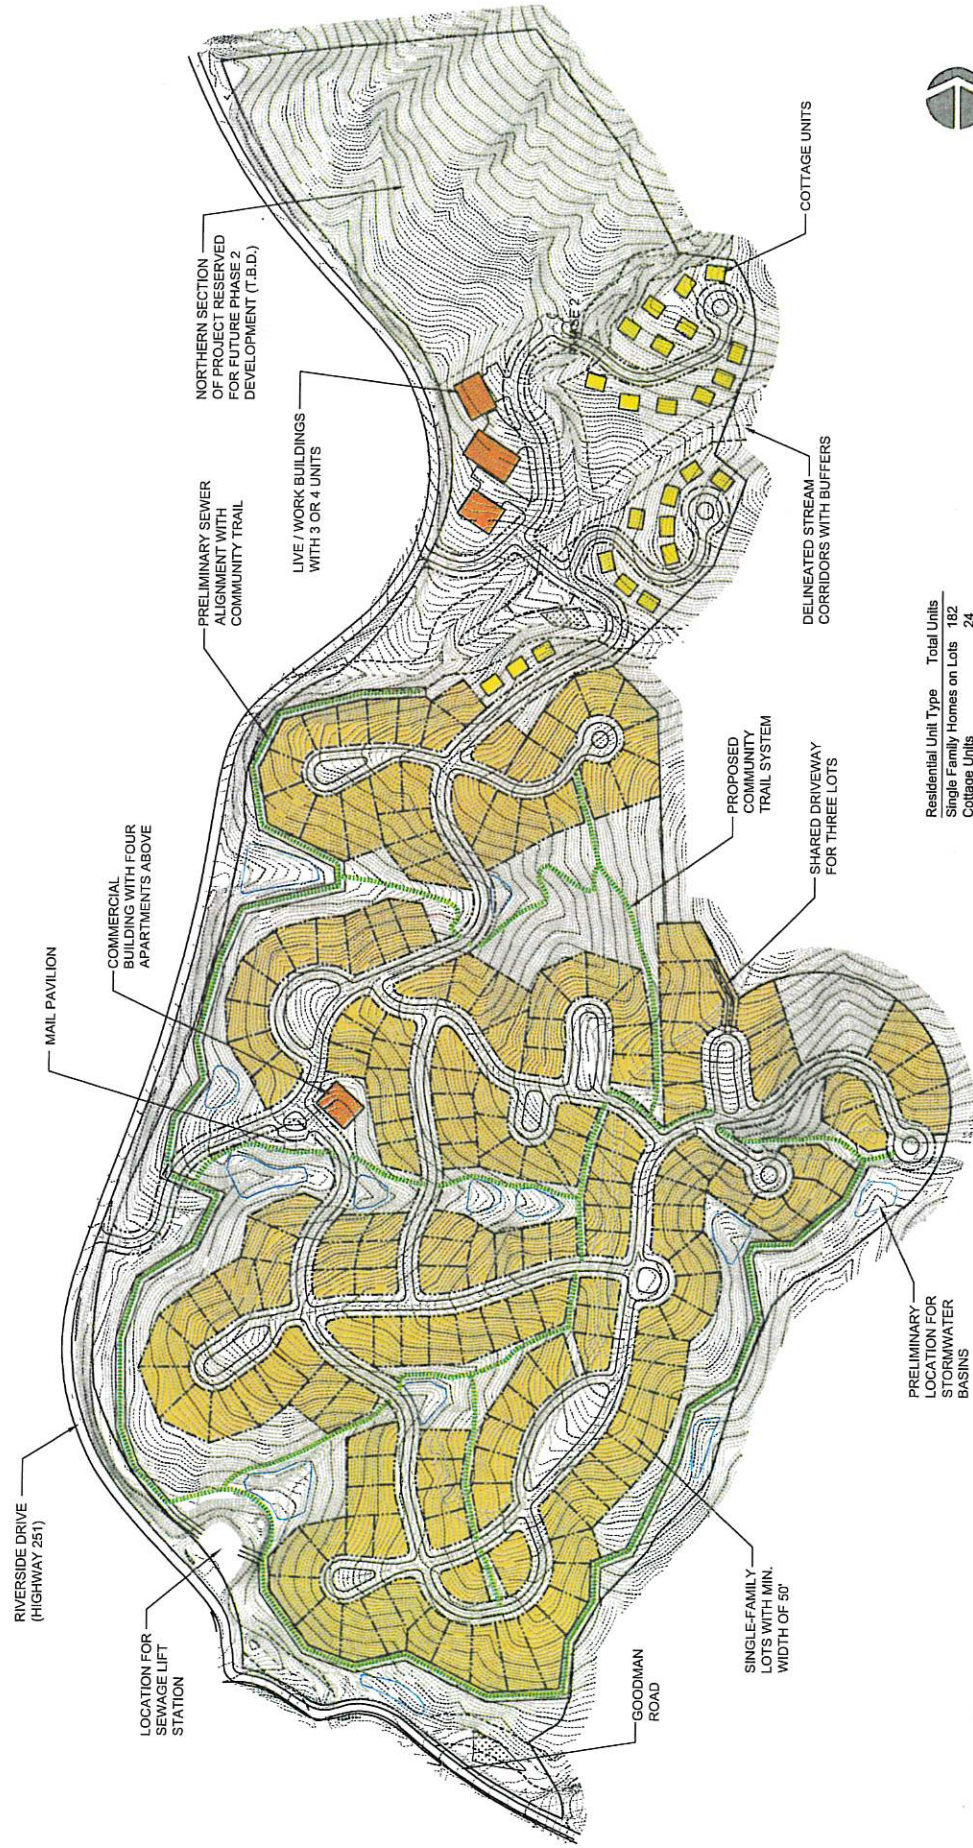 RIVERSIDE DRIVE
(HIGHWAY 251)
LOCATION FOR
SEWAGE LIFT
STATION
MAIL PAVILION
COMMERCIAL
BUILDING WITH FOUR
APARTMENTS ABOVE
PRELIMINARY SEWER
ALIGNMENT WITH
COMMUNITY TRAIL
LIVE / WORK BUILDINGS
WITH 3 OR 4 UNITS
NORTHERN SECTION
OF PROJECT RESERVED
FOR FUTURE PHASE 2
DEVELOPMENT (T.B.D.)
GOODMAN
ROAD
SINGLE-FAMILY
LOTS WITH MIN.
WIDTH OF 50'
PRELIMINARY
LOCATION FOR
STORMWATER
BASINS
SHARED DRIVEWAY
FOR THREE LOTS
PROPOSED
COMMUNITY
TRAIL SYSTEM
DELINEATED STREAM
CORRIDORS WITH BUFFERS
COTTAGE UNITS
PHASE 2
Residential Unit Type Total Units
Single Family Homes on Lots 182
Cottage Units 24